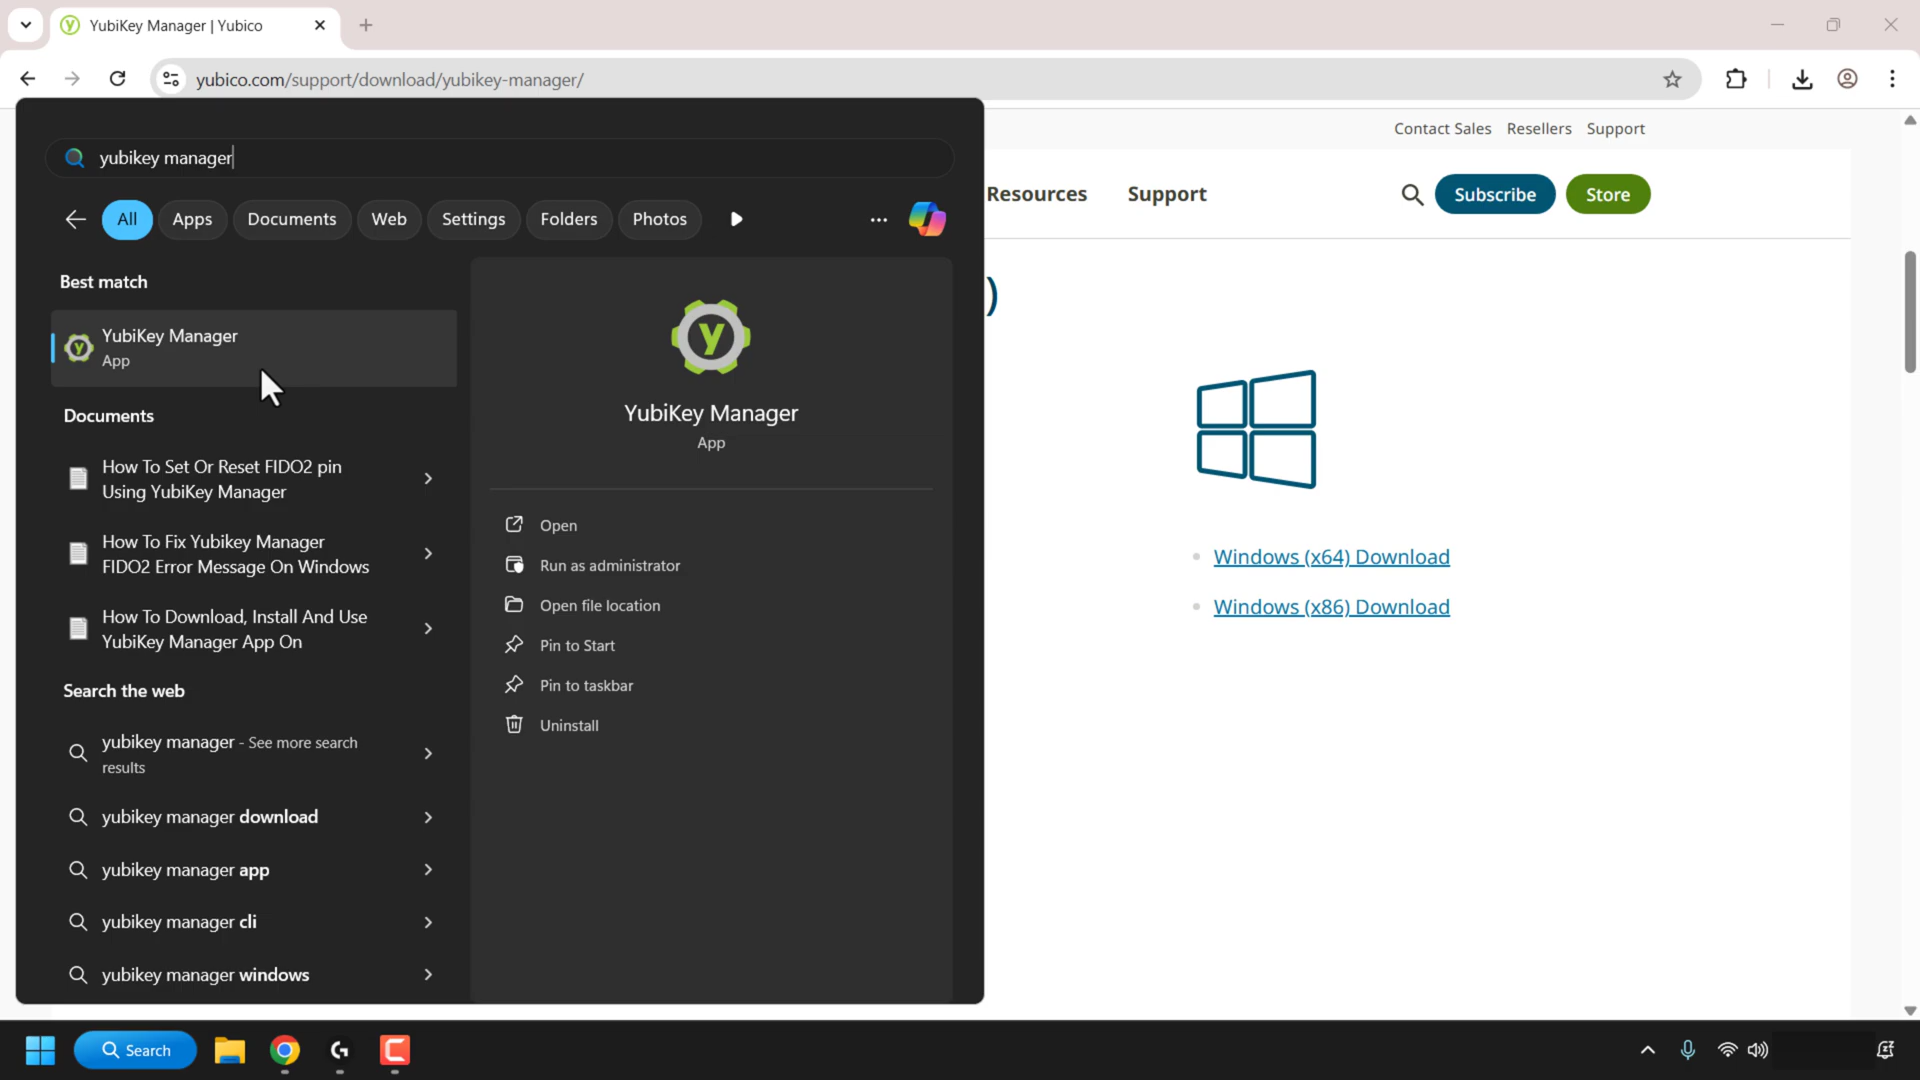 YubiKey Manager | Yubico
yubico.com/support/download/yubikey-manager/
Contact Sales Resellers Support
Resources Support Subscribe Store
)
Windows (x64) Download
Windows (x86) Download
yubikey manager
All Apps Documents Web Settings Folders Photos
Best match
YubiKey Manager
App
Documents
How To Set Or Reset FIDO2 pin
Using YubiKey Manager
How To Fix Yubikey Manager
FIDO2 Error Message On Windows
How To Download, Install And Use
YubiKey Manager App On
Search the web
yubikey manager - See more search
results
yubikey manager download
yubikey manager app
yubikey manager cli
yubikey manager windows
YubiKey Manager
App
Open
Run as administrator
Open file location
Pin to Start
Pin to taskbar
Uninstall
Search